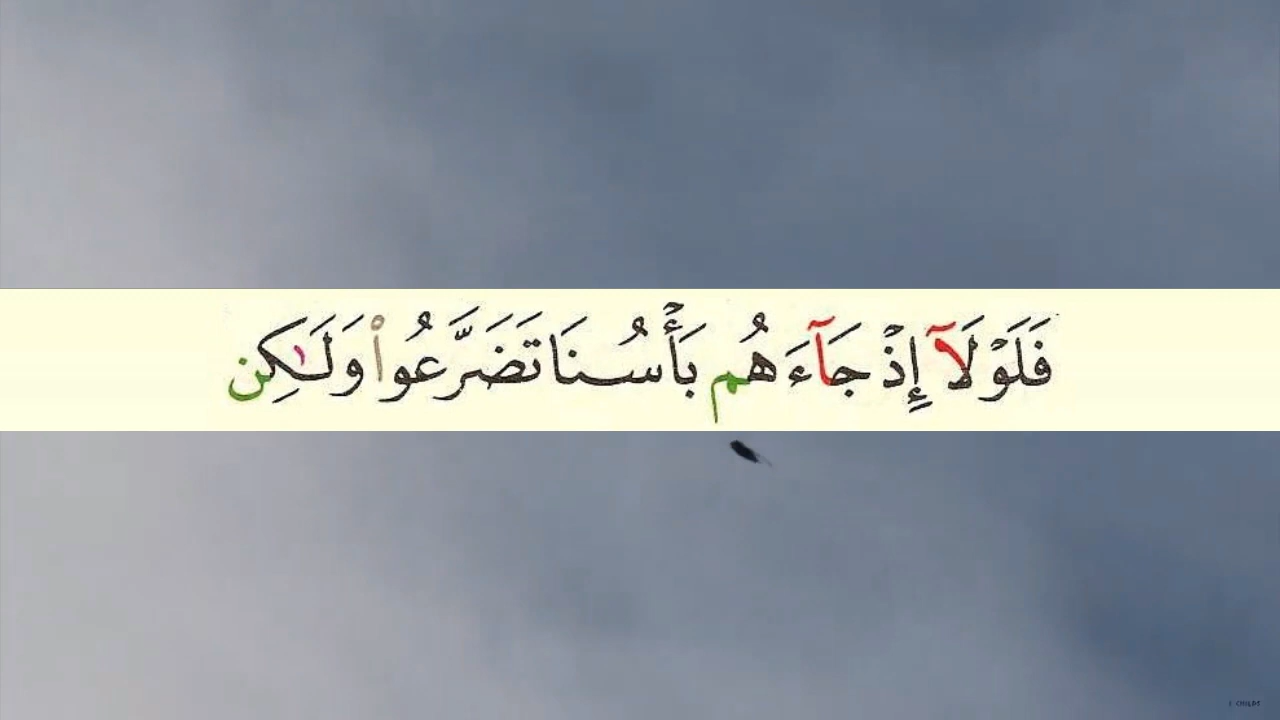 فَلَوْلَآ إِذْ جَآءَهُم بَأْسُنَا تَضَرَّعُوا۟ وَلَـٰكِن